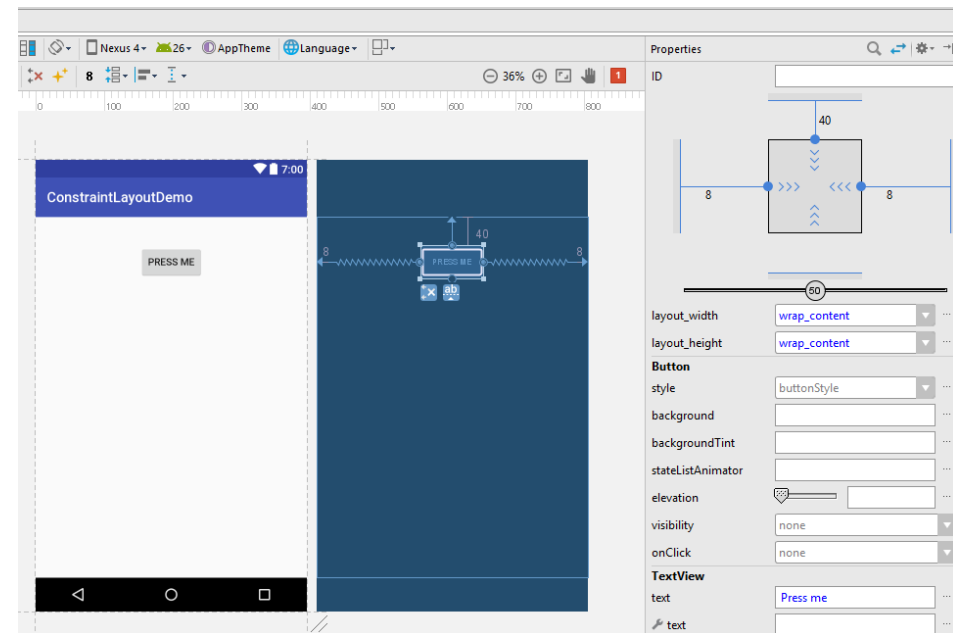 Nexus 4 26 AppTheme Language Properties
8 36% 1 ID
0 100 200 300 400 500 600 700 800
40
7:00
ConstraintLayoutDemo
8 8
40
8 8
PRESS ME PRESS ME
ab
50
layout_width wrap_content
layout_height wrap_content
Button
style buttonStyle
background
backgroundTint
stateListAnimator
elevation
visibility none
onClick none
TextView
text Press me
text